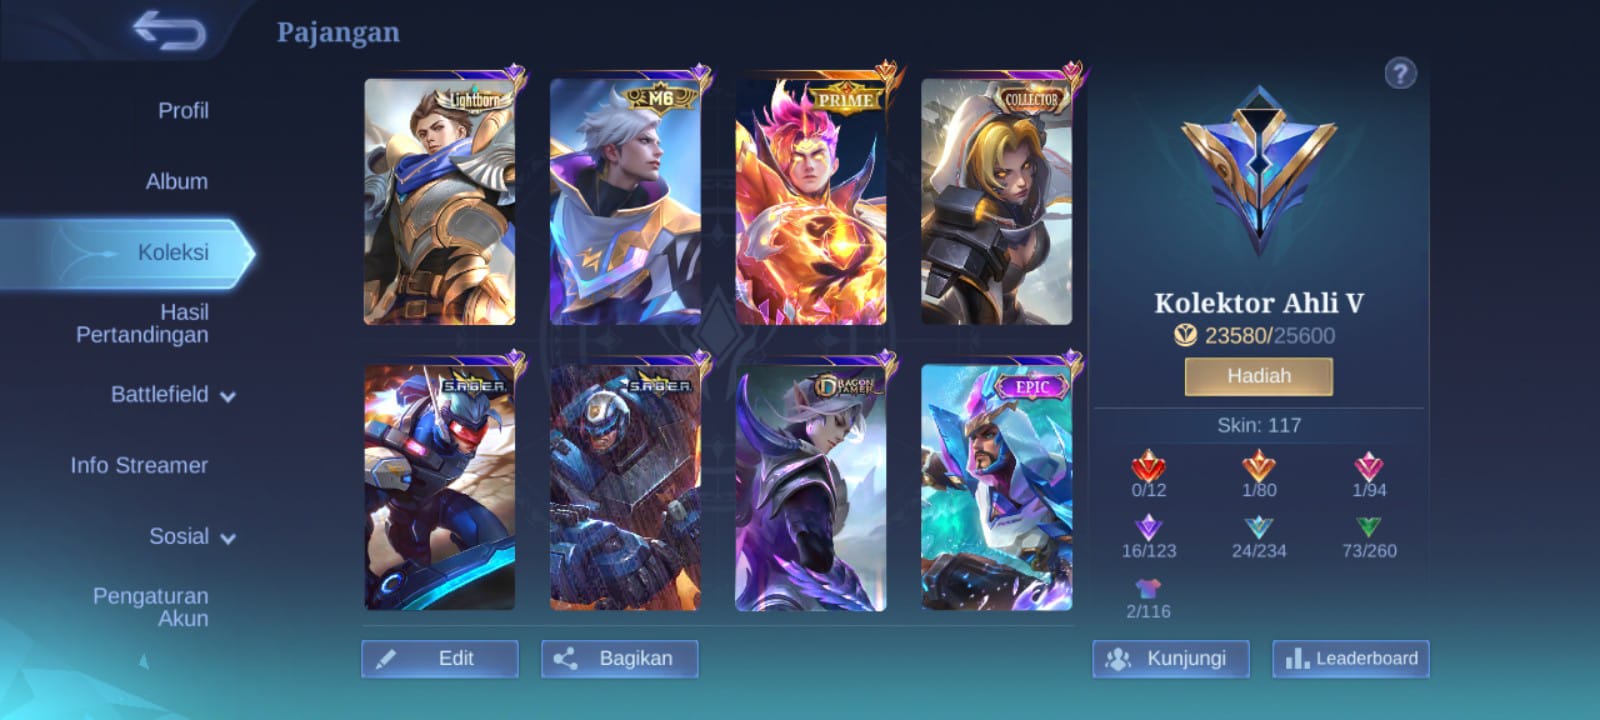 Pajangan
?
Profil
Album
Koleksi
Hasil
Pertandingan
Battlefield
Info Streamer
Sosial
Pengaturan
Akun
Lightborn
M6
PRIME
COLLECTOR
S.A.B.E.R.
S.A.B.E.R.
DRAGON
TAMER
EPIC
Edit
Bagikan
Kolektor Ahli V
23580/25600
Hadiah
Skin: 117
0/12
1/80
1/94
16/123
24/234
73/260
2/116
Kunjungi
Leaderboard